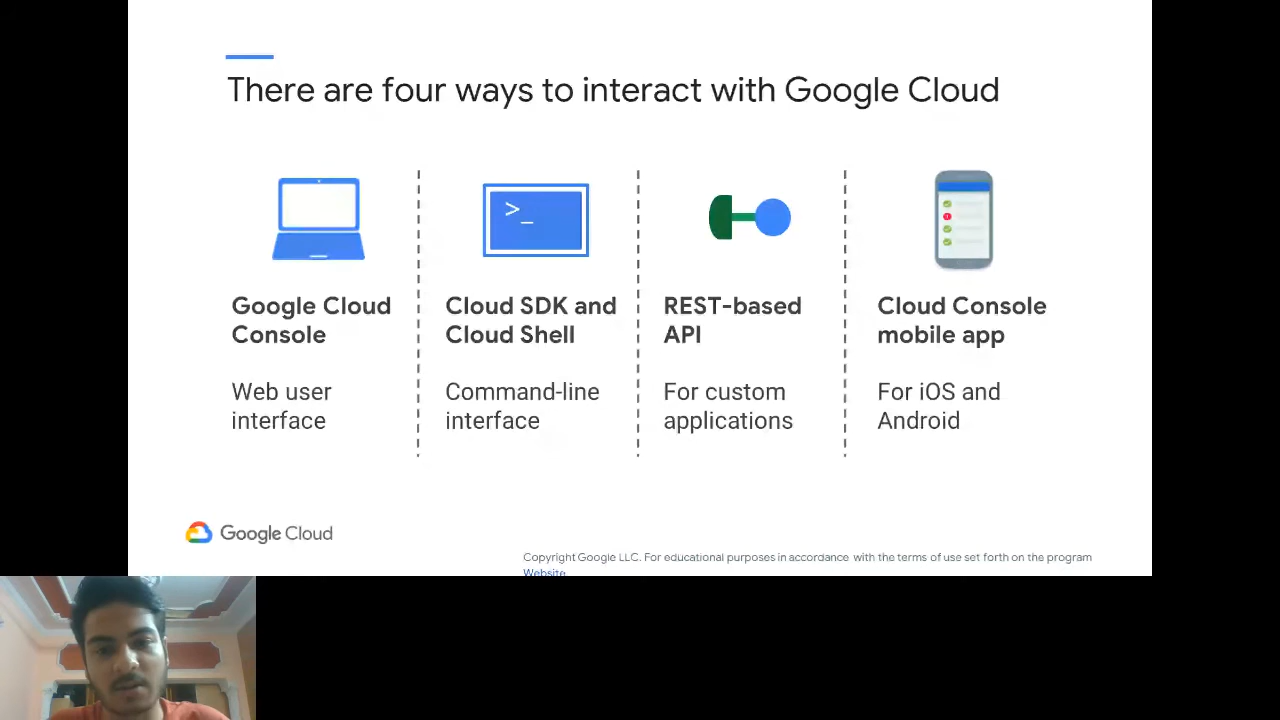 There are four ways to interact with Google Cloud
>_
Google Cloud
Console
Web user
interface
Cloud SDK and
Cloud Shell
Command-line
interface
REST-based
API
For custom
applications
Cloud Console
mobile app
For iOS and
Android
Google Cloud
Copyright Google LLC. For educational purposes in accordance with the terms of use set forth on the program
Website.